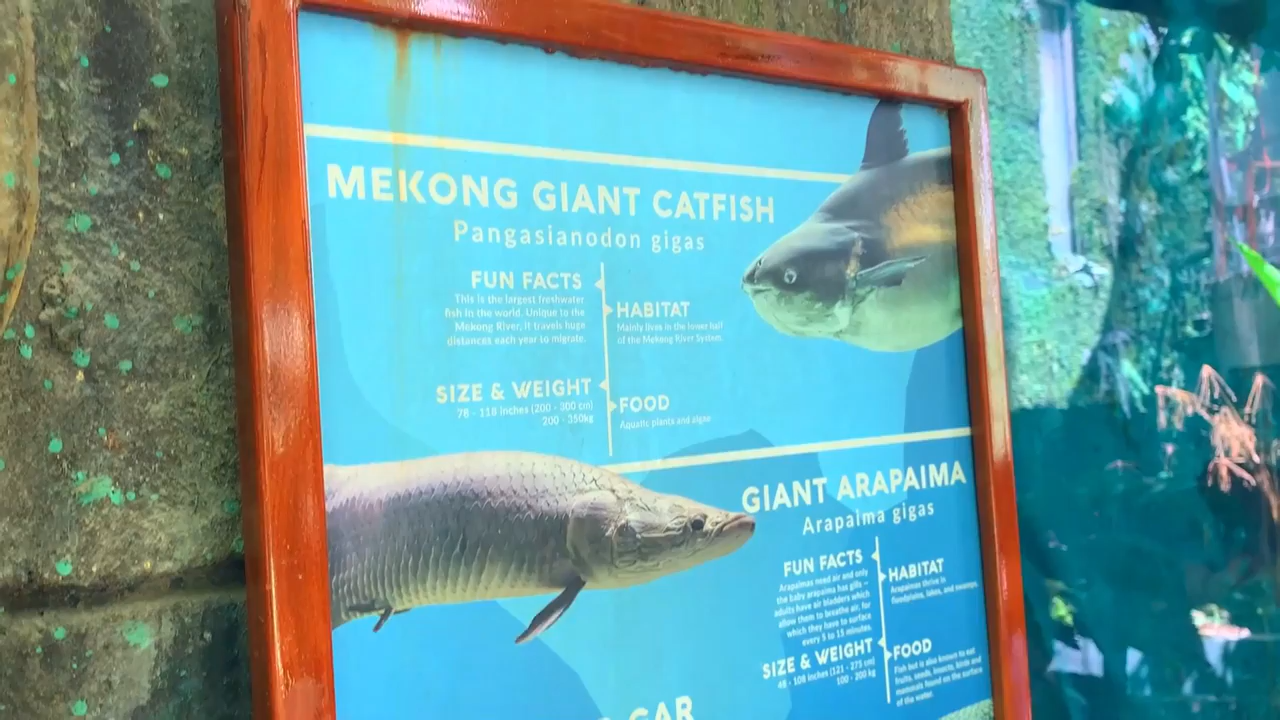 MEKONG GIANT CATFISH
Pangasianodon gigas
FUN FACTS
This is the largest freshwater
fish in the world. Unique to the
Mekong River, it travels huge
distances each year to migrate.
HABITAT
Mainly lives in the lower half
of the Mekong River System.
SIZE & WEIGHT
78 - 118 inches (200 - 300 cm)
200 - 350kg
FOOD
Aquatic plants and algae
GIANT ARAPAIMA
Arapaima gigas
FUN FACTS
Arapaimas need air and only
the baby arapaima has gills –
adults have air bladders which
allow them to breathe air, for
which they have to surface
every 5 to 15 minutes.
HABITAT
Arapaimas thrive in
floodplains, lakes, and swamps.
SIZE & WEIGHT
48 - 108 inches (121 - 275 cm)
100 - 200 kg
FOOD
Fish but is also known to eat
fruits, seeds, insects, birds and
mammals found on the surface
of the water.
GAR